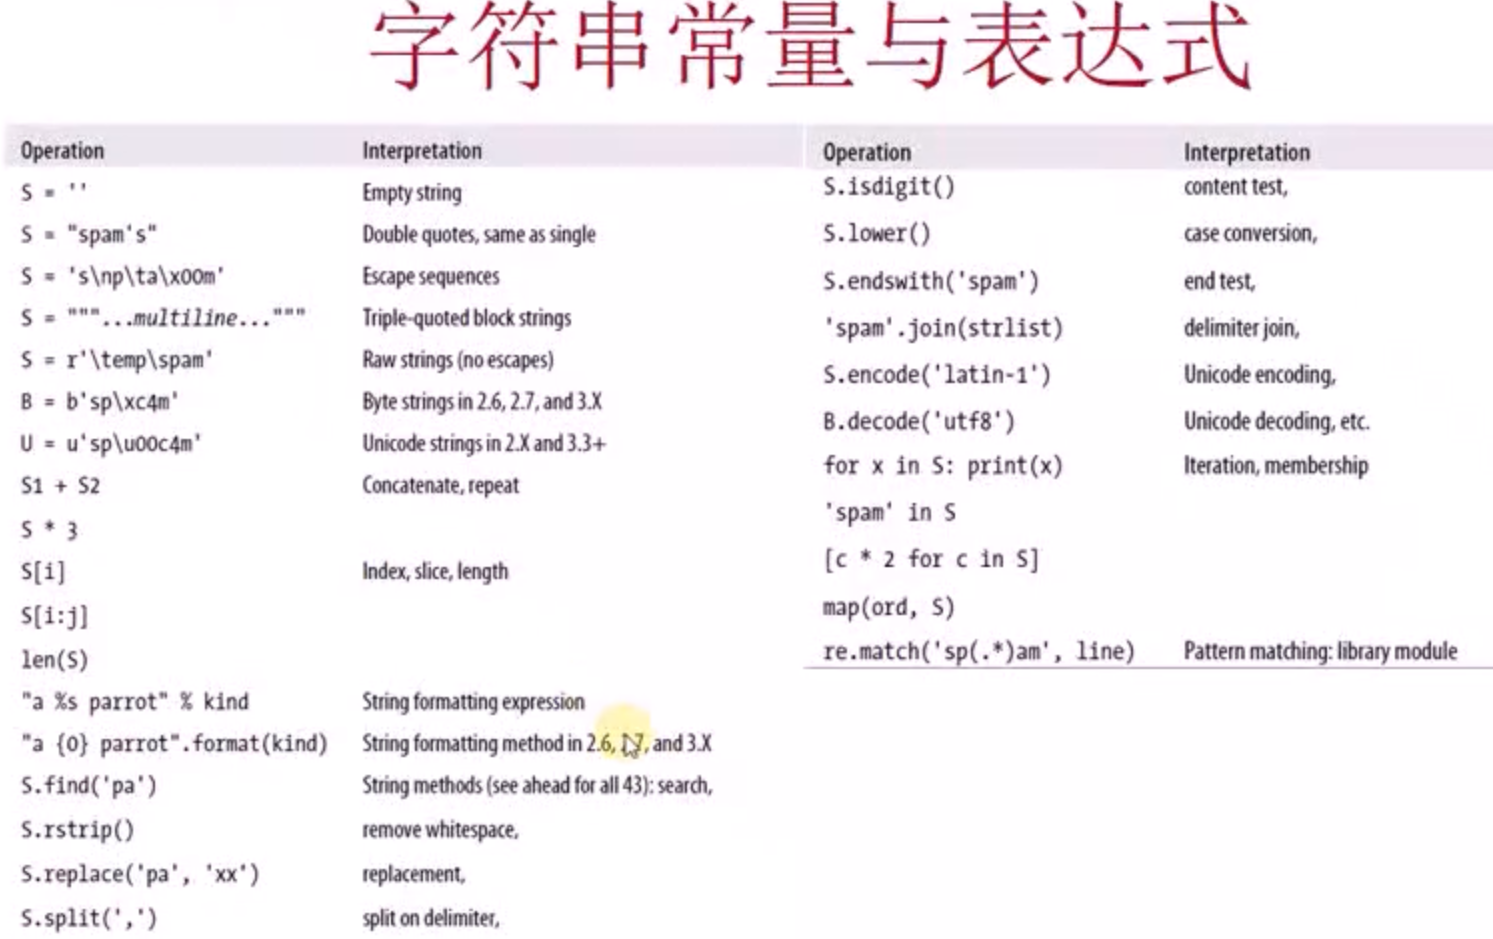 字符串常量与表达式
Operation Interpretation
S = '' Empty string
S = "spam's" Double quotes, same as single
S = 's\np\ta\x00m' Escape sequences
S = """...multiline...""" Triple-quoted block strings
S = r'\temp\spam' Raw strings (no escapes)
B = b'sp\xc4m' Byte strings in 2.6, 2.7, and 3.X
U = u'sp\u00c4m' Unicode strings in 2.X and 3.3+
S1 + S2 Concatenate, repeat
S * 3
S[i] Index, slice, length
S[i:j]
len(S)
"a %s parrot" % kind String formatting expression
"a {0} parrot".format(kind) String formatting method in 2.6, 2.7, and 3.X
S.find('pa') String methods (see ahead for all 43): search,
S.rstrip() remove whitespace,
S.replace('pa', 'xx') replacement,
S.split(',') split on delimiter,
Operation Interpretation
S.isdigit() content test,
S.lower() case conversion,
S.endswith('spam') end test,
'spam'.join(strlist) delimiter join,
S.encode('latin-1') Unicode encoding,
B.decode('utf8') Unicode decoding, etc.
for x in S: print(x) Iteration, membership
'spam' in S
[c * 2 for c in S]
map(ord, S)
re.match('sp(.*)am', line) Pattern matching: library module